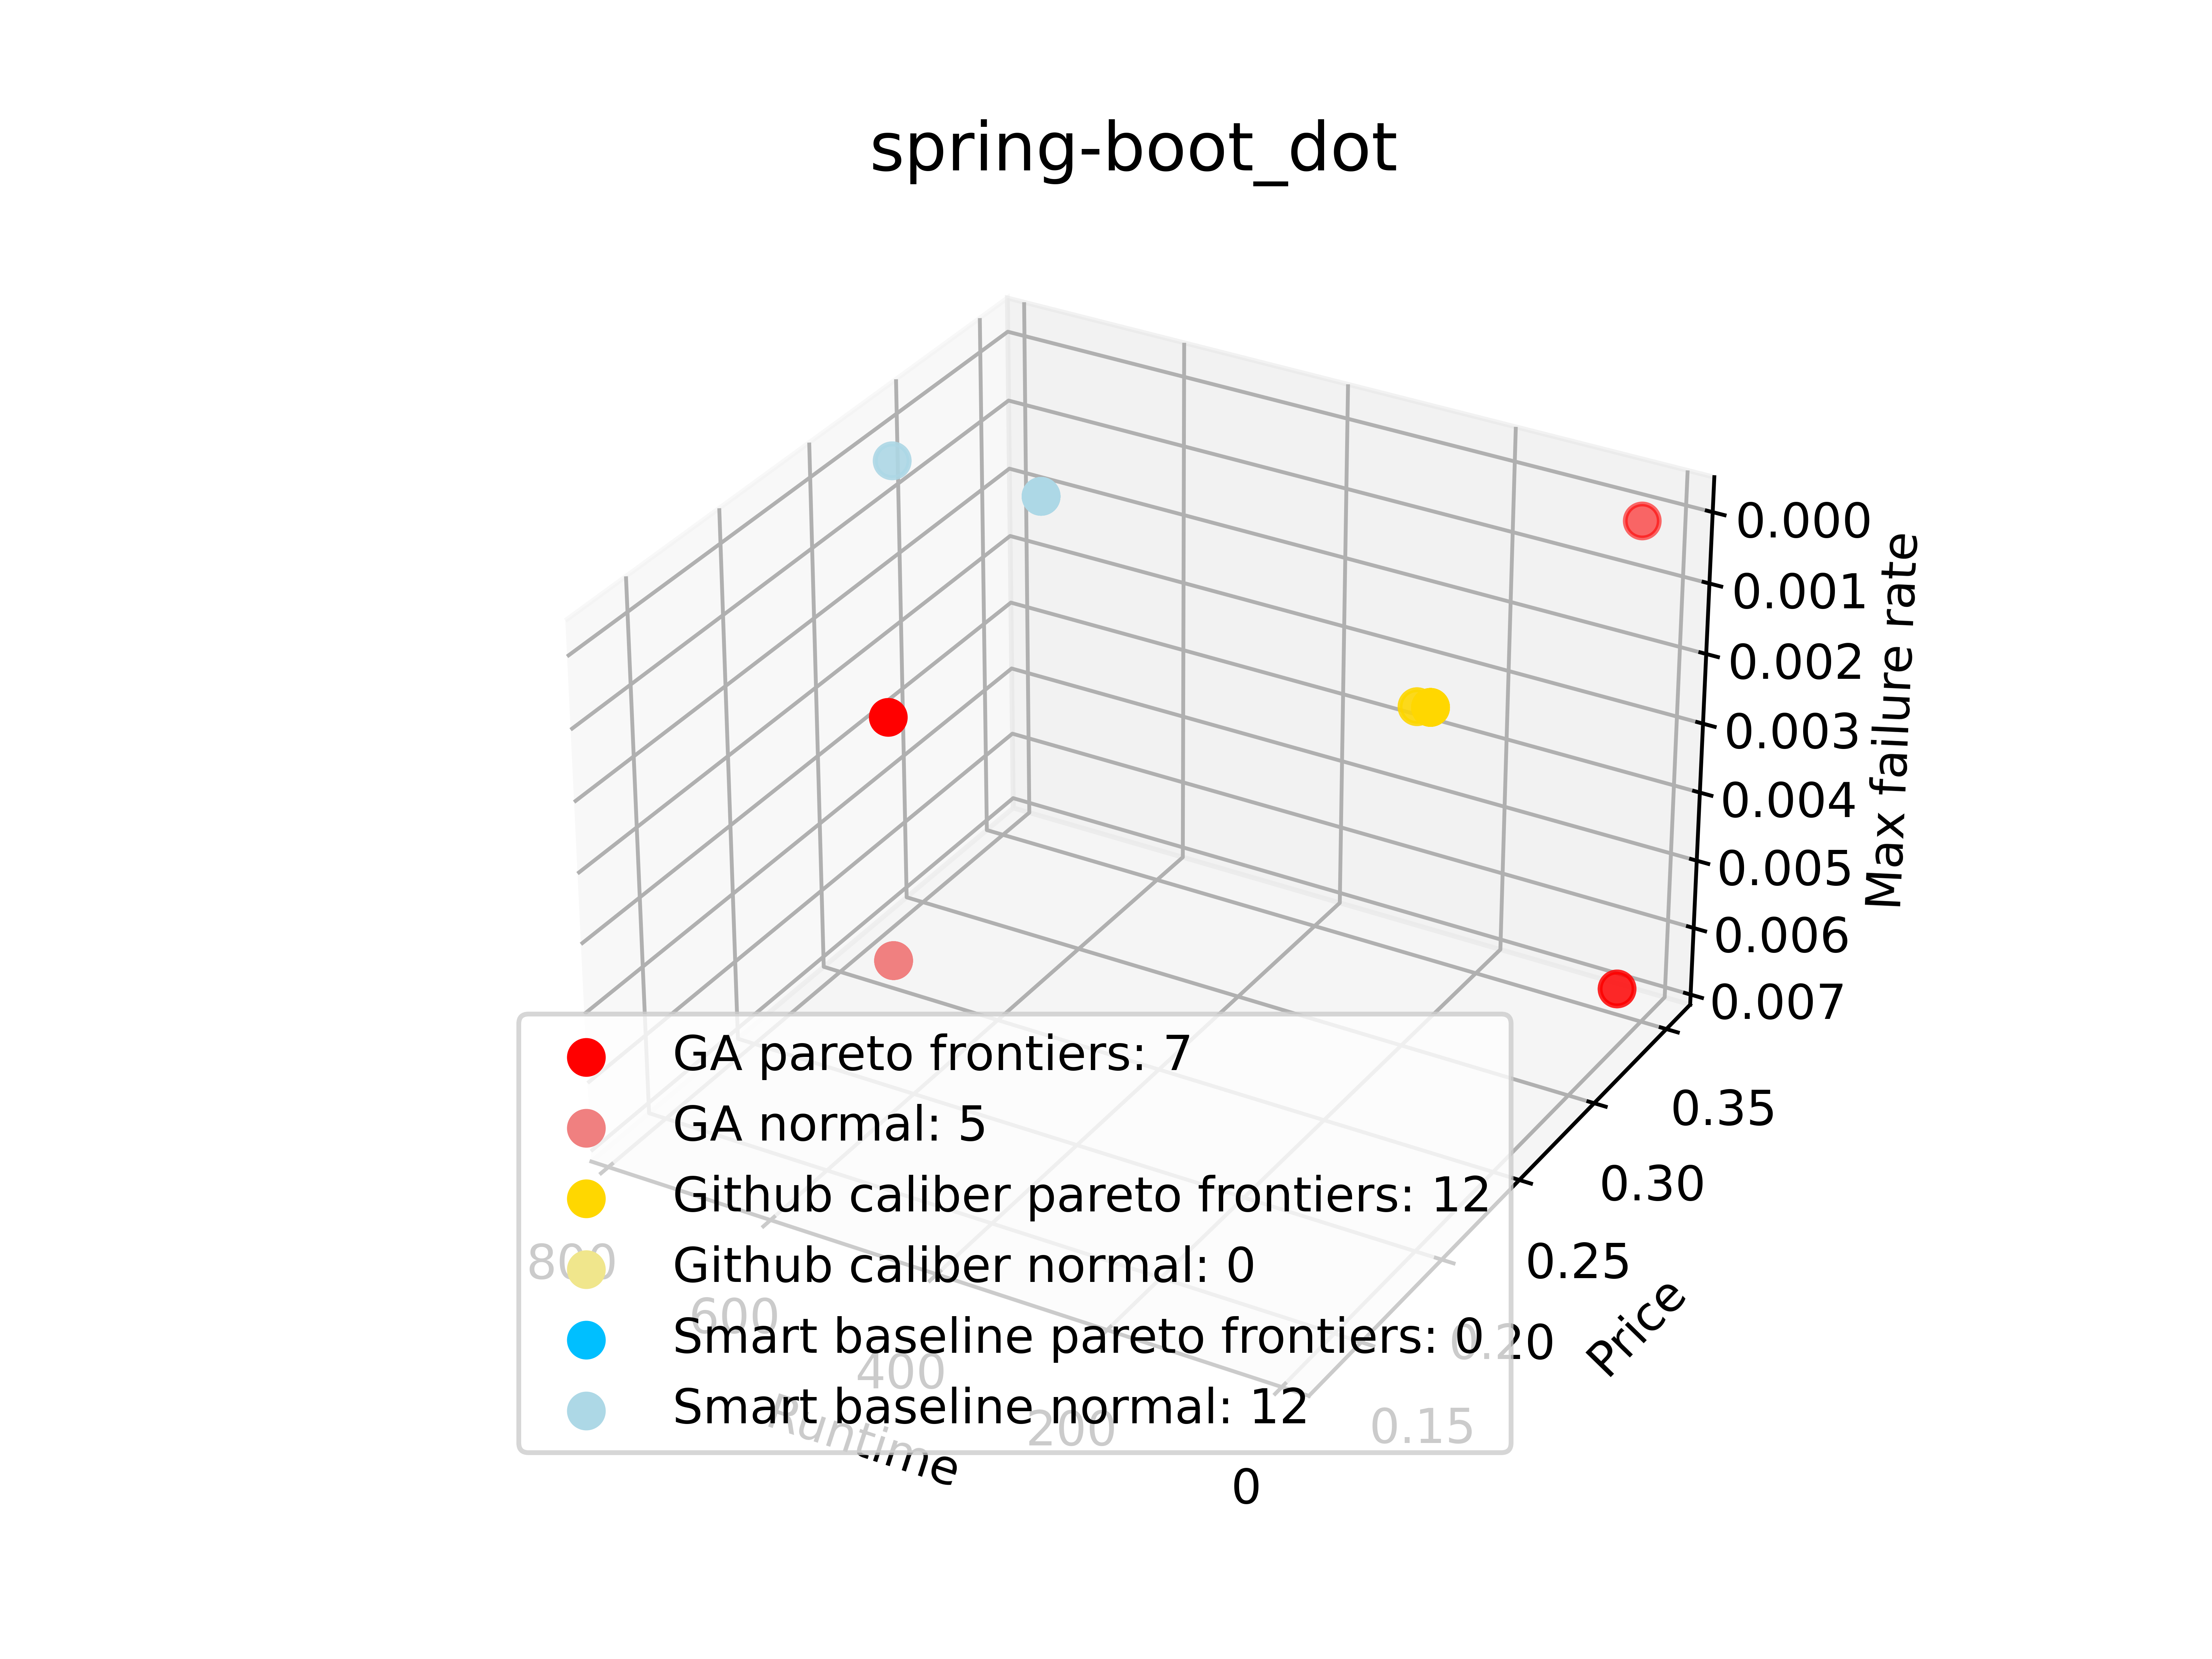 spring-boot_dot
0.000
0.001
0.002
0.003
0.004
0.005
0.006
0.007
Max failure rate
0.35
0.30
0.25
0.20
0.15
Price
800
600
400
200
0
Runtime
GA pareto frontiers: 7
GA normal: 5
Github caliber pareto frontiers: 12
Github caliber normal: 0
Smart baseline pareto frontiers: 0
Smart baseline normal: 12